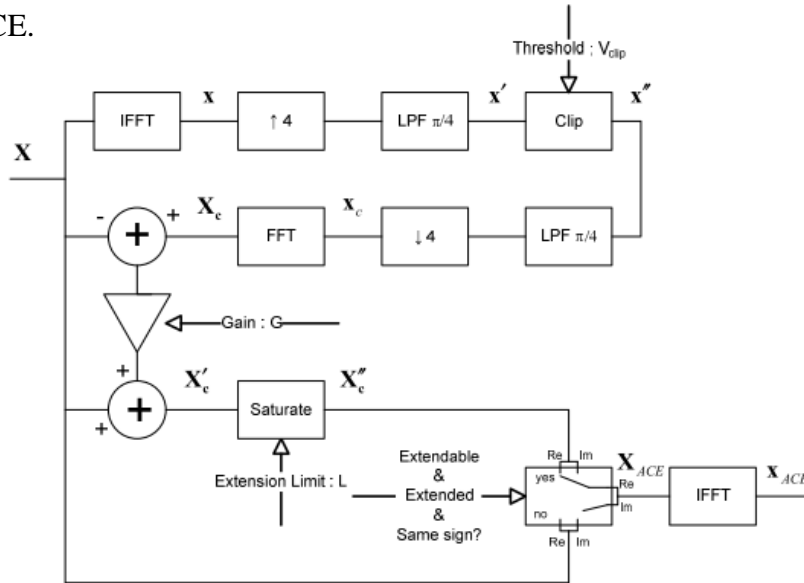 CE.
Threshold : V_clip
x
x′
x″
IFFT
↑ 4
LPF π/4
Clip
X
-
+
X_c
x_c
+
FFT
↓ 4
LPF π/4
Gain : G
+
X′_c
X″_c
+
+
Saturate
Extension Limit : L
Extendable
&
Extended
&
Same sign?
Re Im
yes
no
Re
Im
Re Im
X_ACE
IFFT
x_ACE